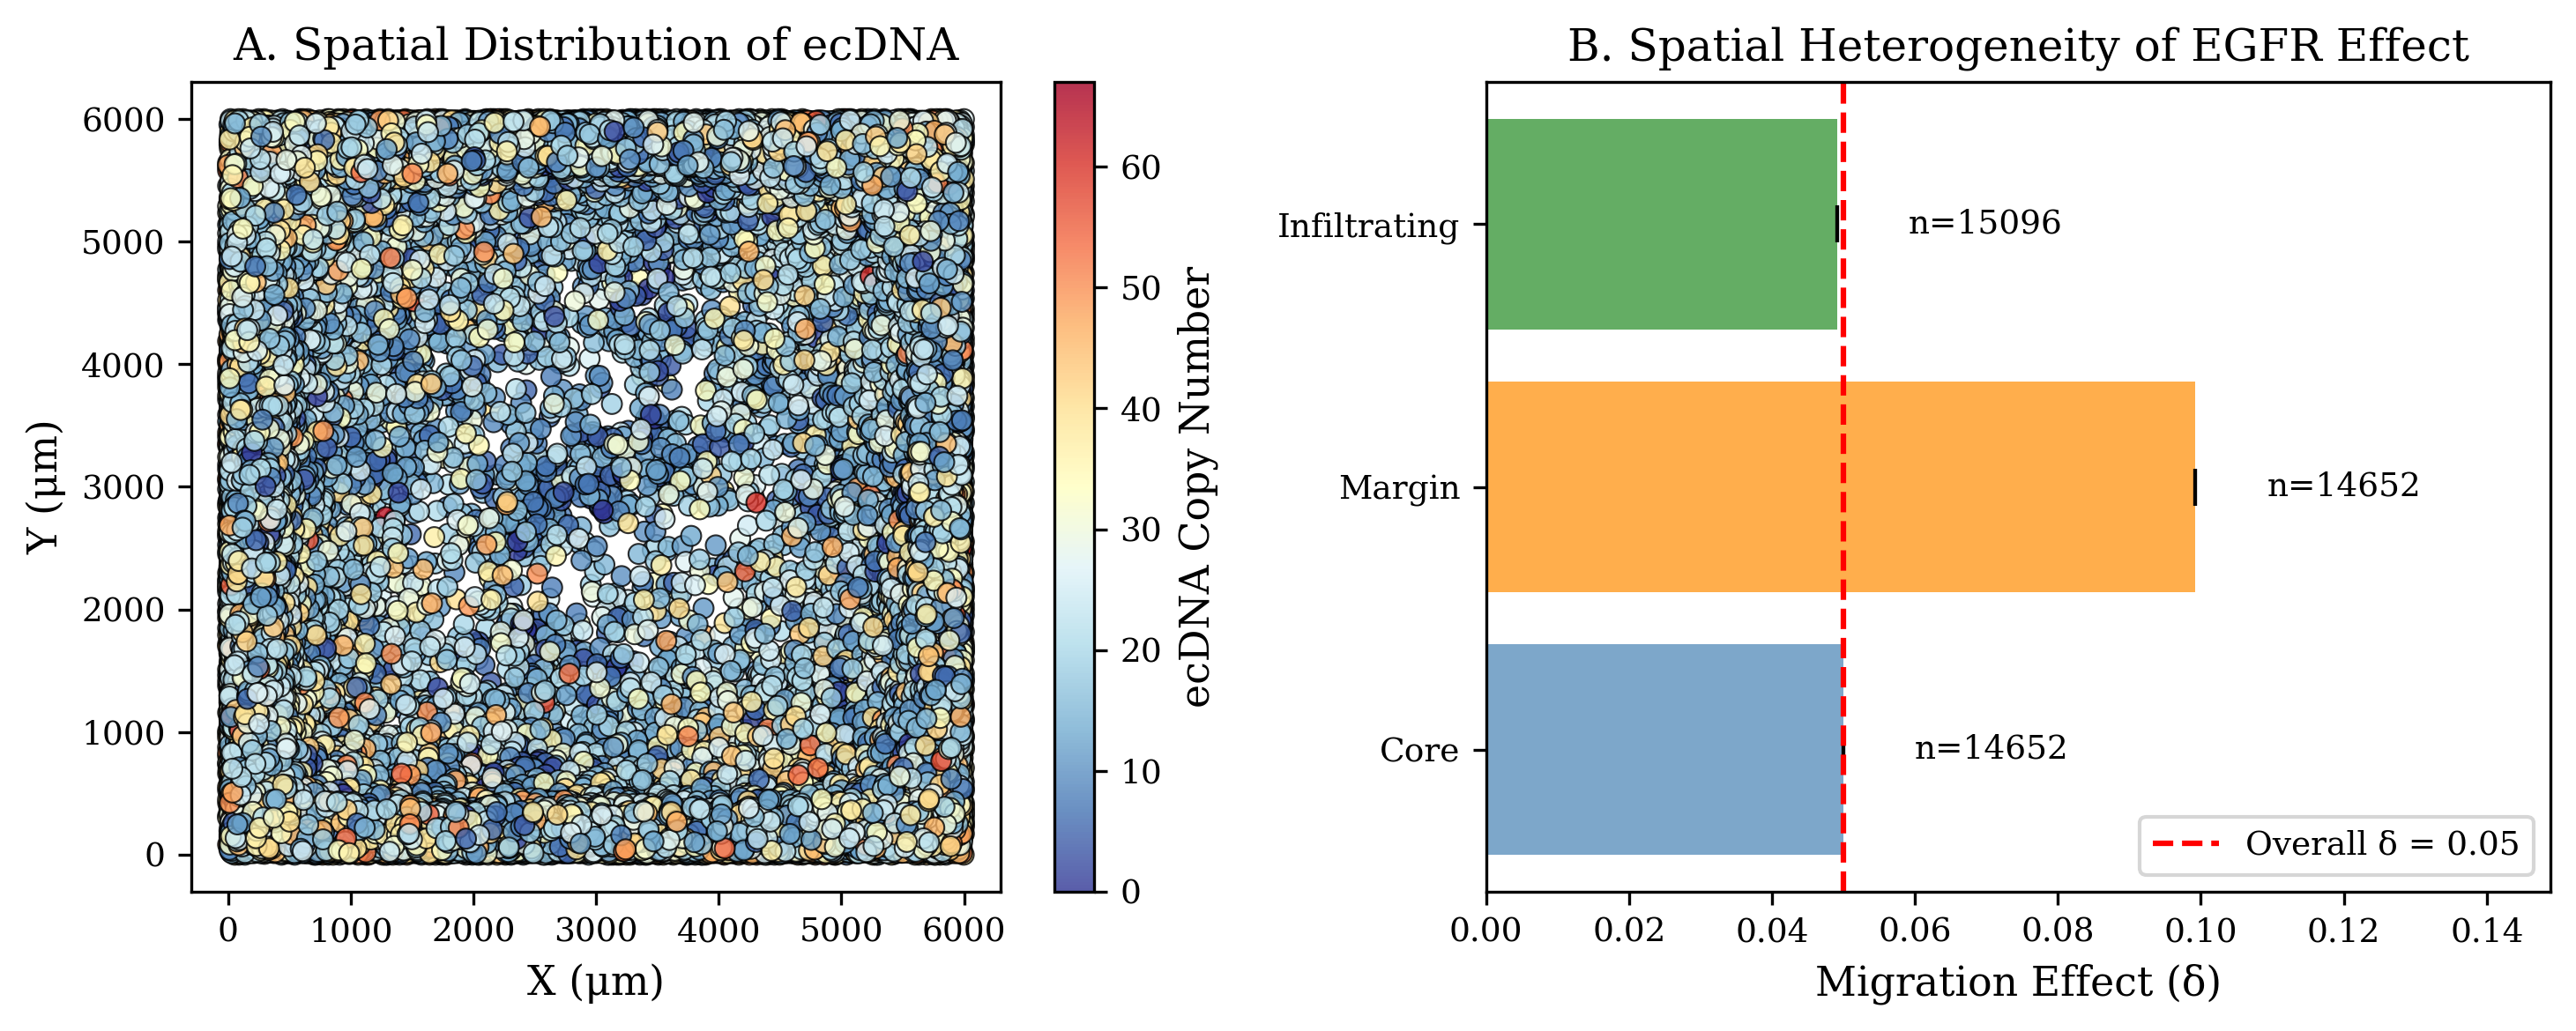 A. Spatial Distribution of ecDNA
6000
5000
4000
3000
2000
1000
0
Y (μm)
0 1000 2000 3000 4000 5000 6000
X (μm)
60
50
40
30
20
10
0
ecDNA Copy Number
B. Spatial Heterogeneity of EGFR Effect
Infiltrating
n=15096
Margin
n=14652
Core
n=14652
Overall δ = 0.05
0.00 0.02 0.04 0.06 0.08 0.10 0.12 0.14
Migration Effect (δ)